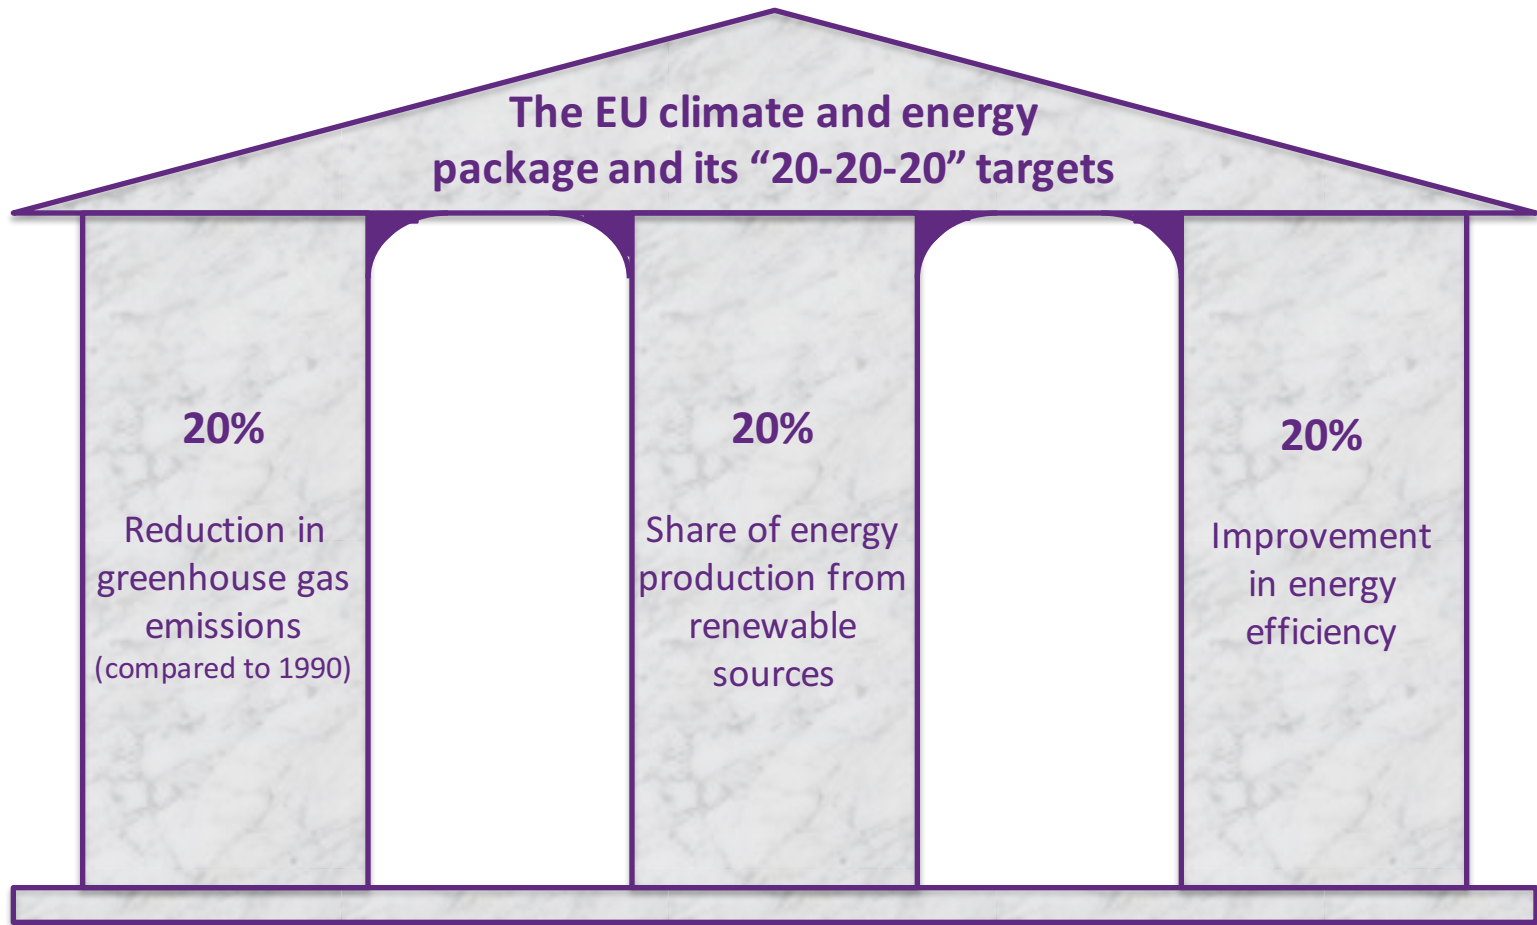 The EU climate and energy
package and its “20-20-20” targets
20%
Reduction in
greenhouse gas
emissions
(compared to 1990)
20%
Share of energy
production from
renewable
sources
20%
Improvement
in energy
efficiency